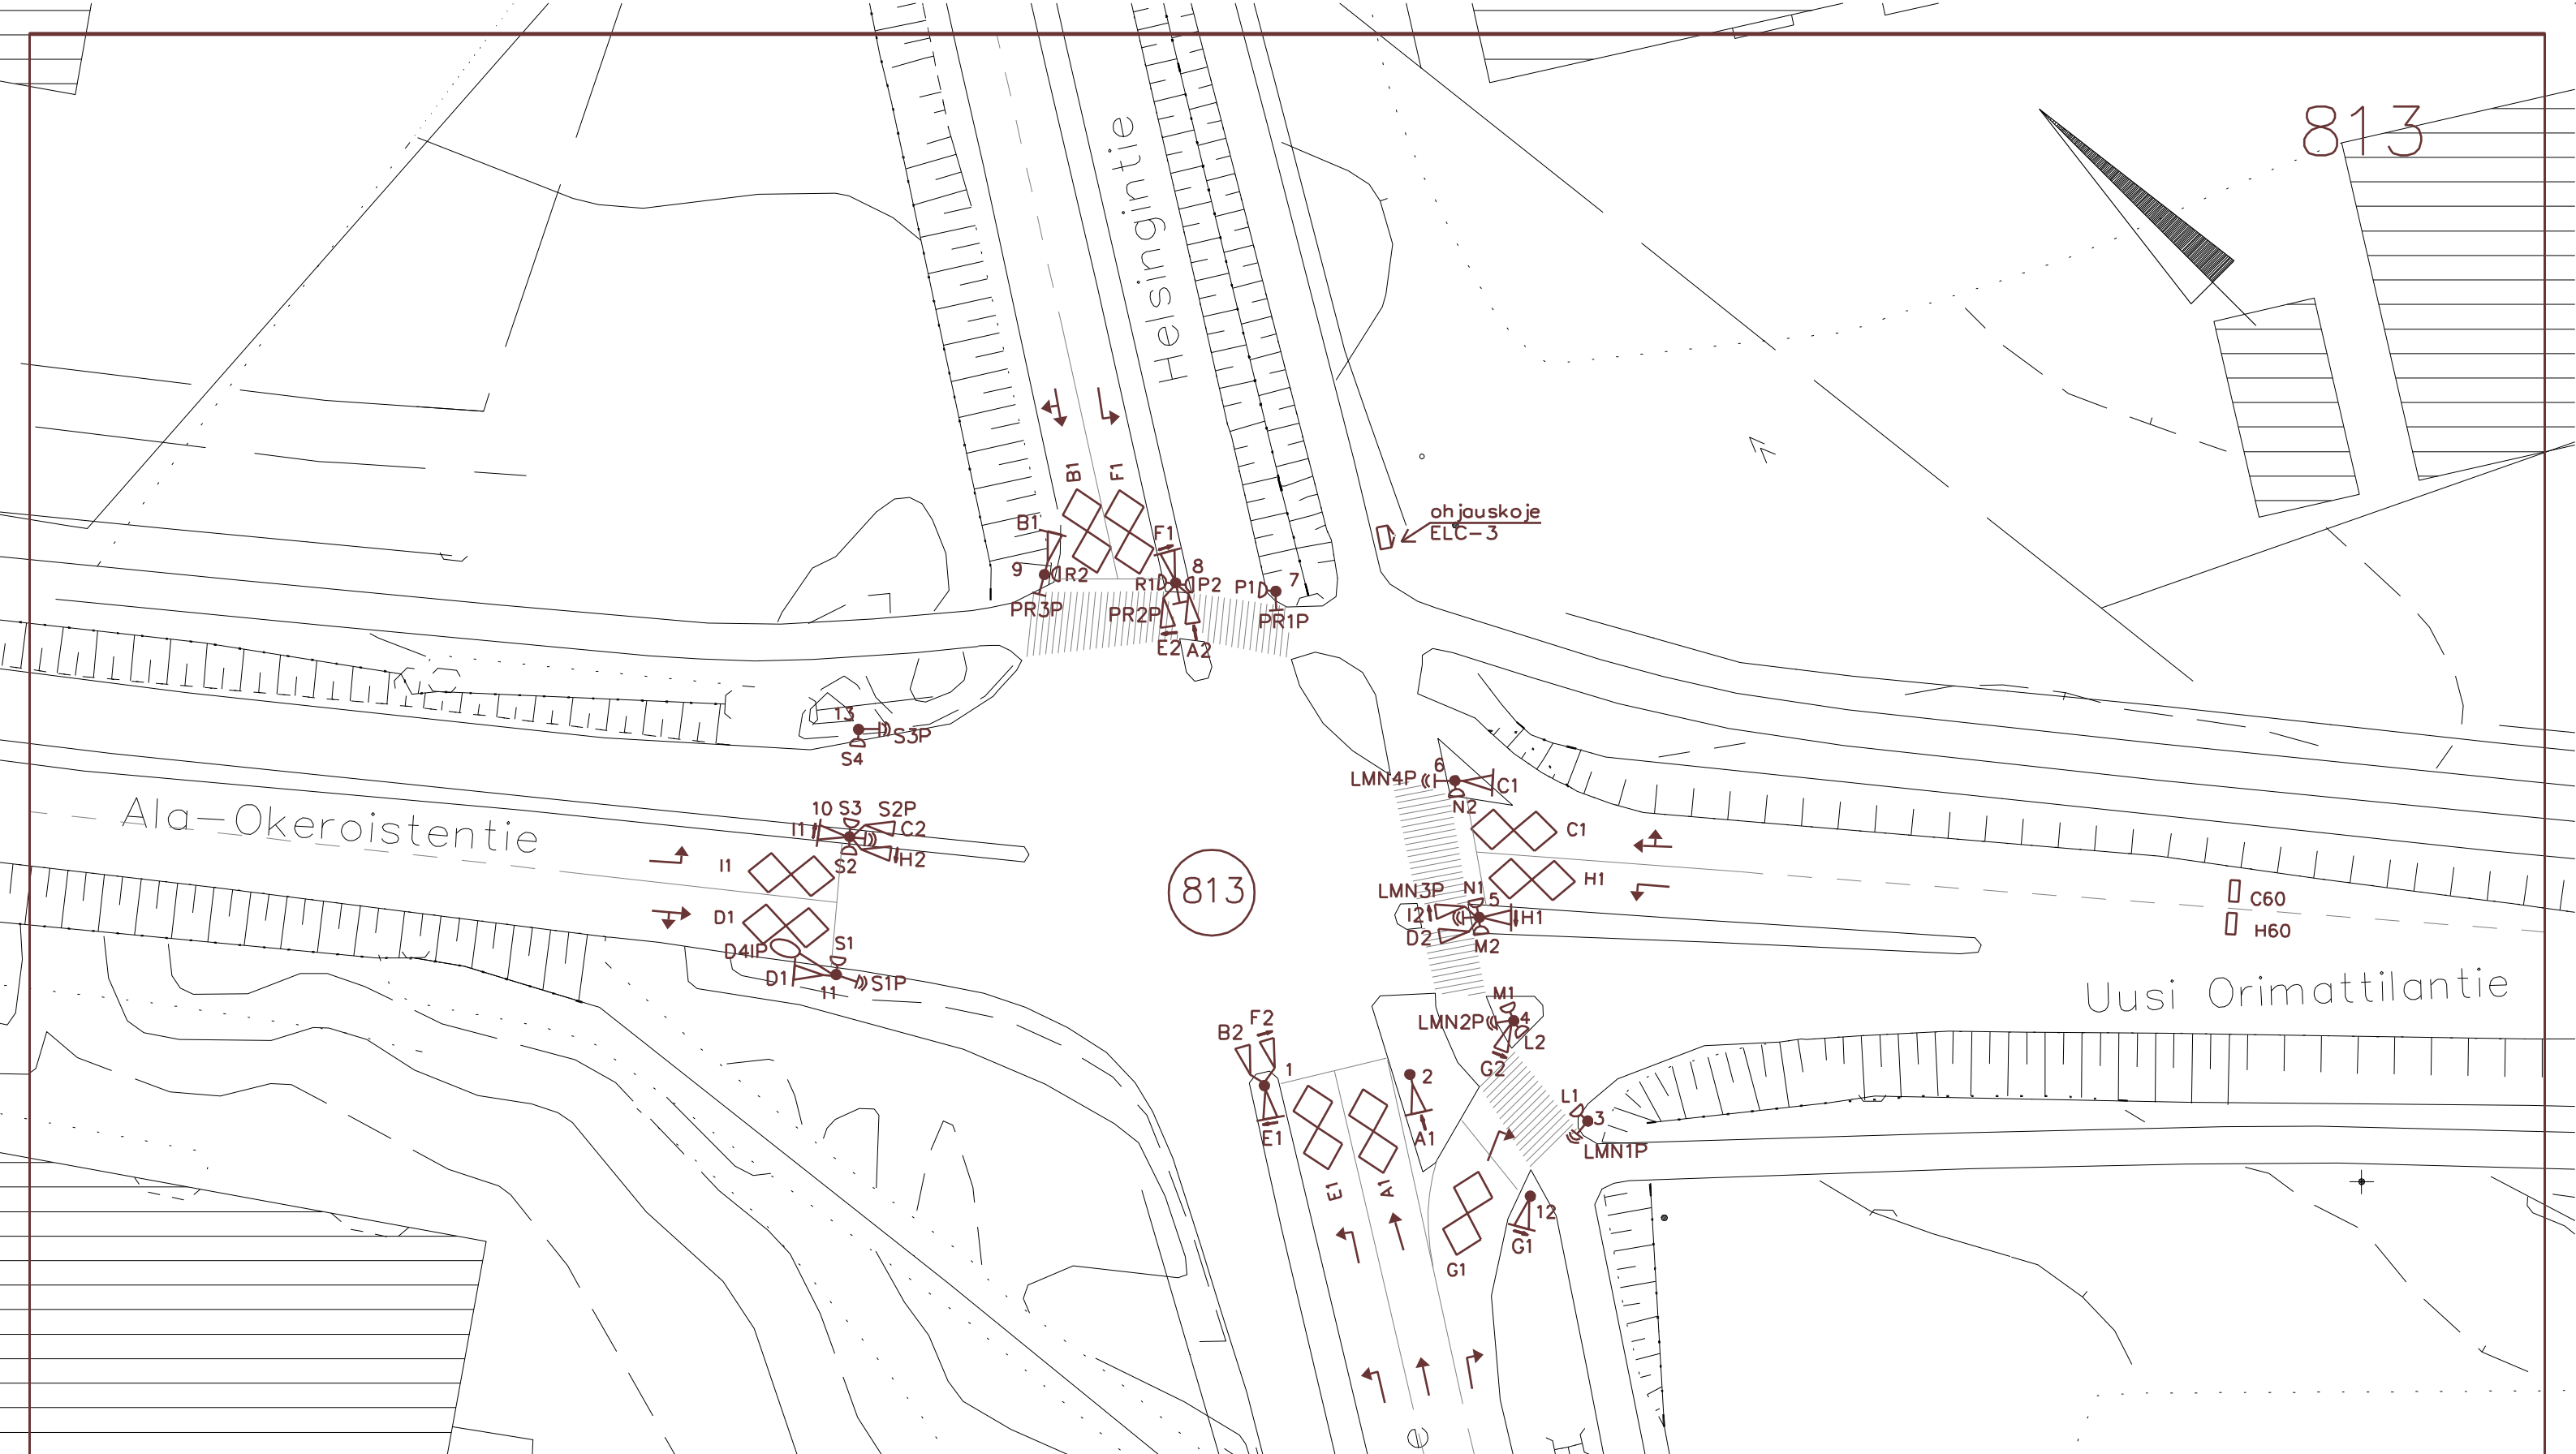 813
Helsingintie
B1
F1
B1
F1
ohjauskoje
ELC-3
9
R2
8
R1
P2
P1
7
PR3P
PR2P
PR1P
E2
A2
13
S3P
S4
6
LMN4P
C1
N2
Ala-Okeroistentie
10
S3
S2P
I1
C2
C1
S2
H2
I1
H1
LMN3P
N1
5
C60
D1
I2
H1
H60
D2
M2
S1
D4IP
D1
S1P
11
813
Uusi Orimattilantie
M1
4
LMN2P
F2
B2
L2
G2
1
2
L1
3
E1
A1
LMN1P
E1
A1
12
G1
G1
e